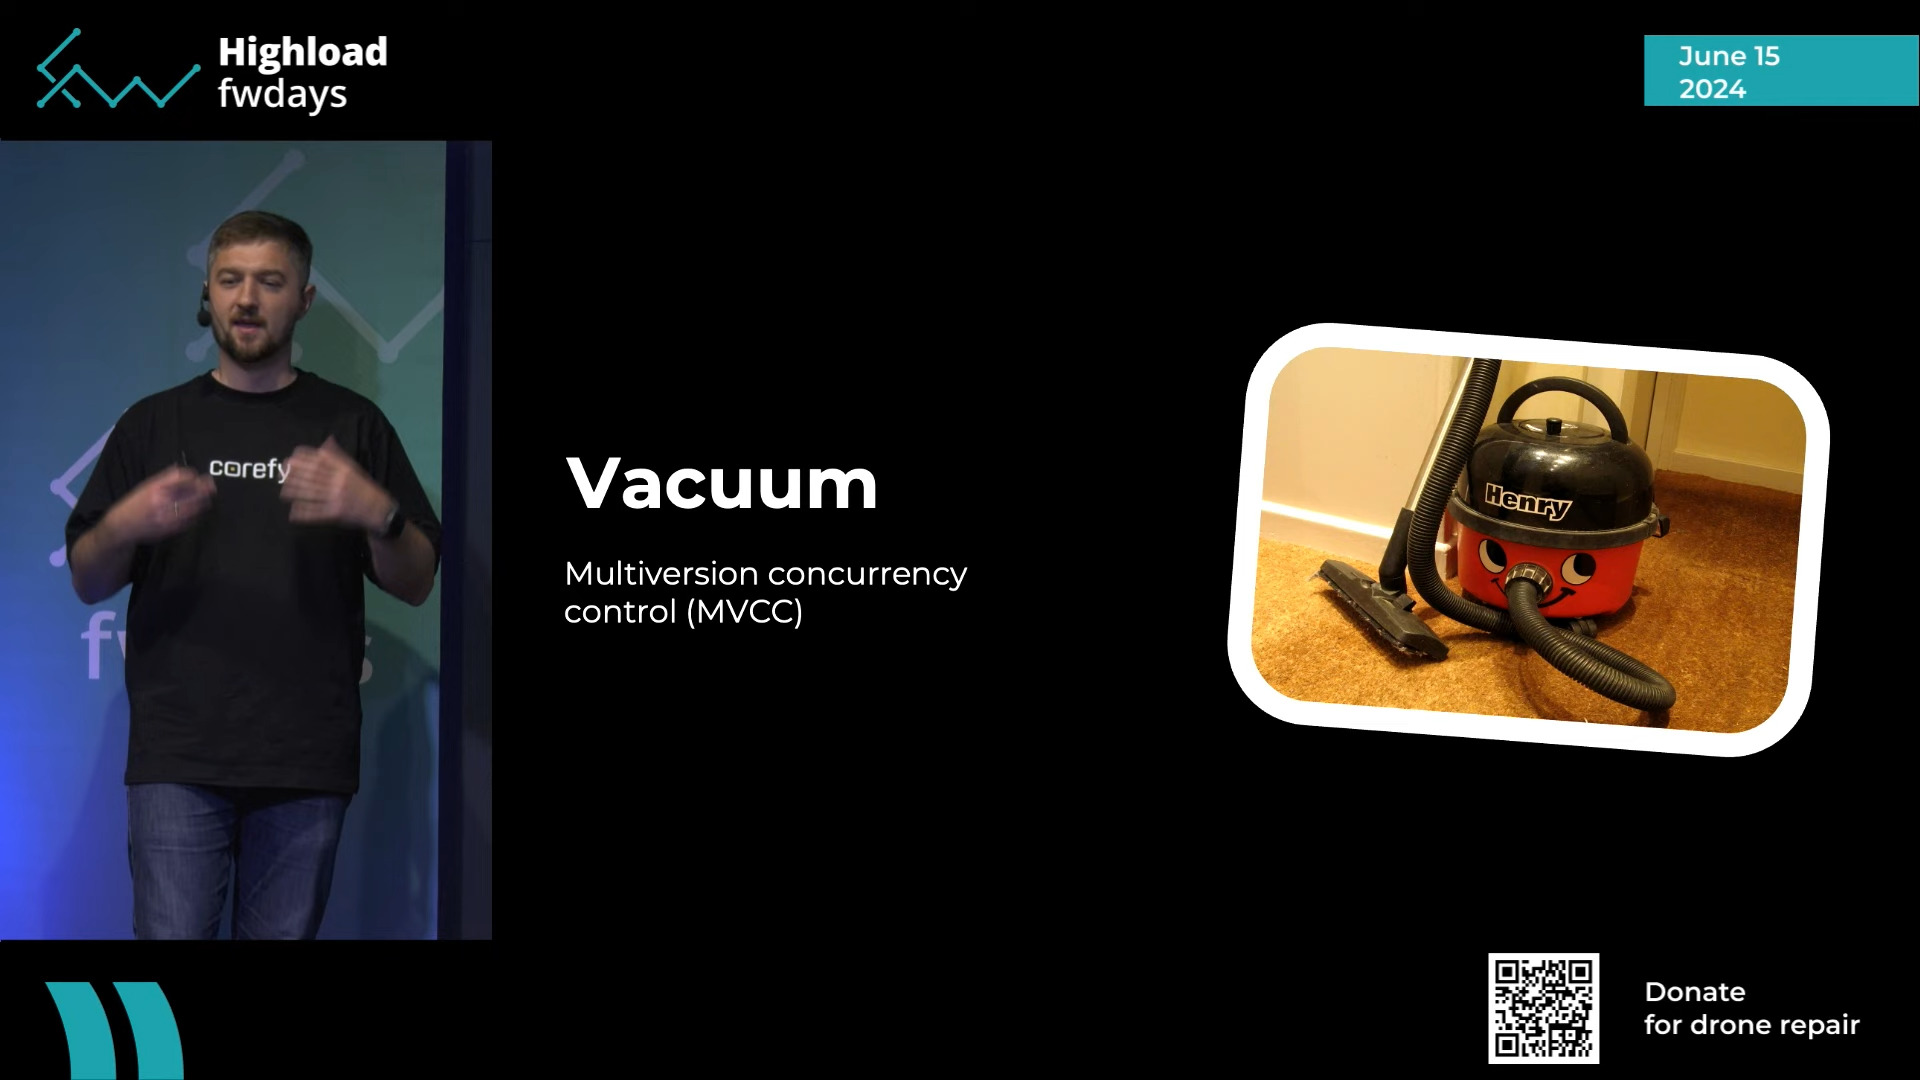 Highload
fwdays
June 15
2024
corefy
Vacuum
Multiversion concurrency
control (MVCC)
Henry
Donate
for drone repair